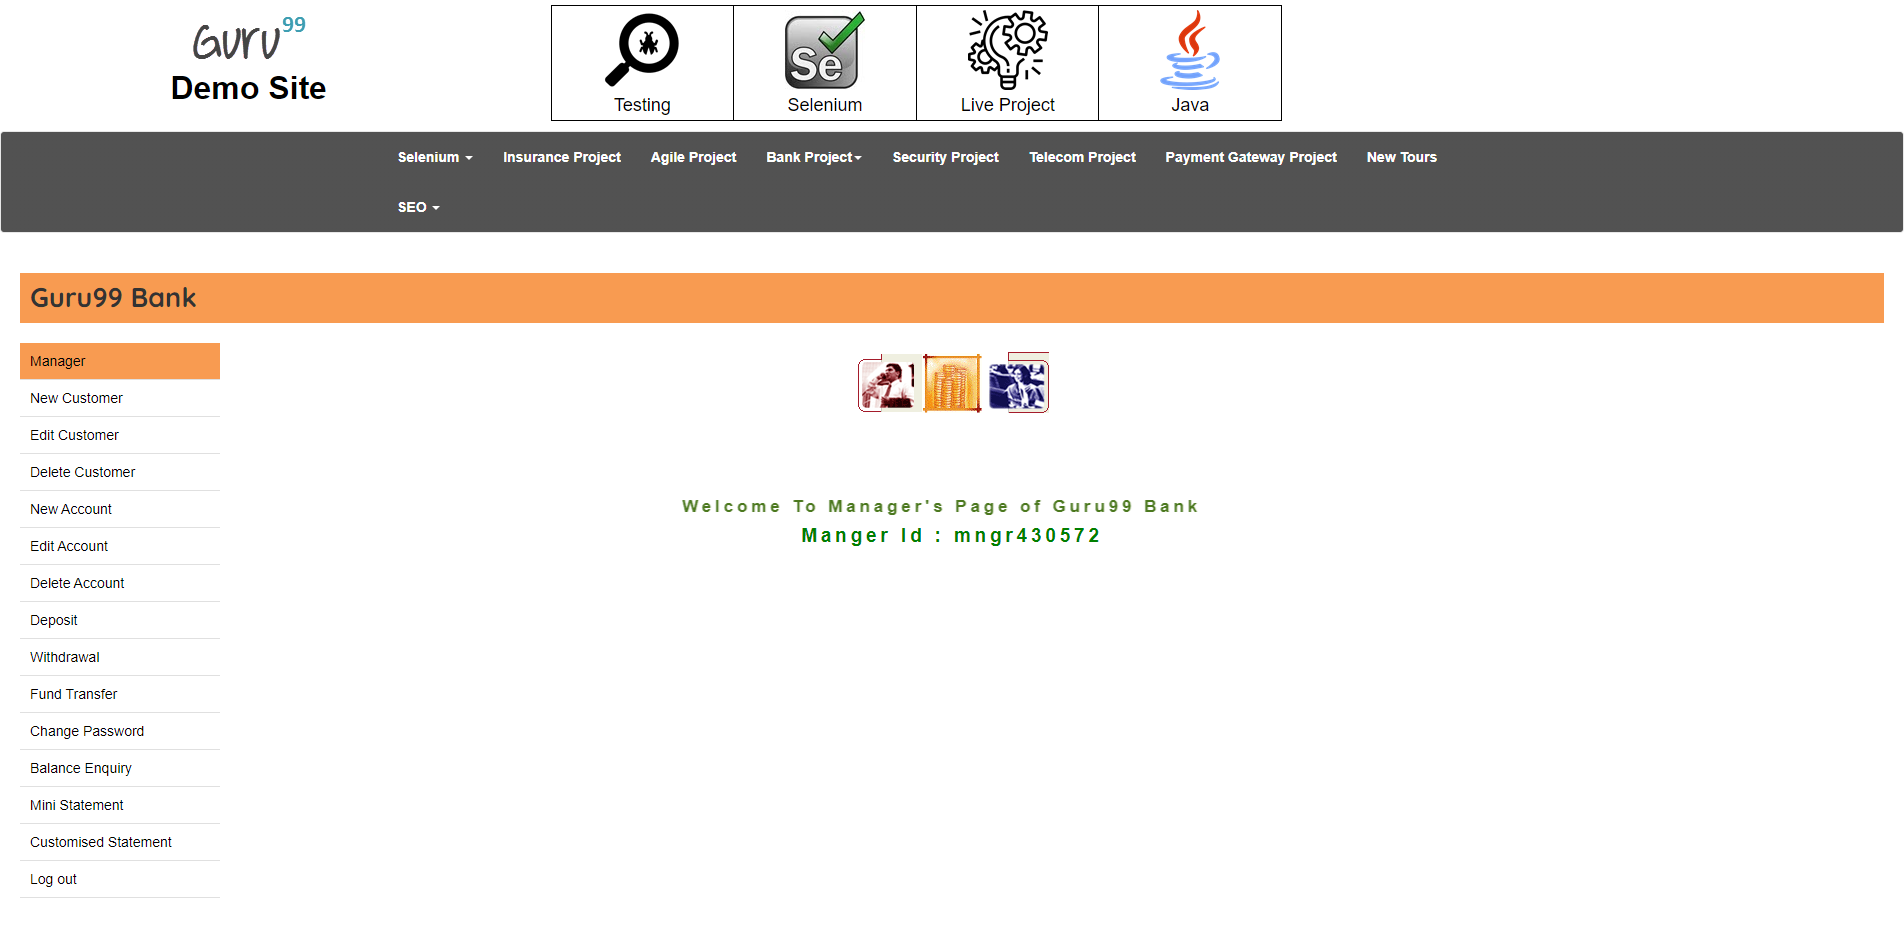 Guru99
Demo Site
Testing
Se
Selenium
Live Project
Java
Selenium
Insurance Project
Agile Project
Bank Project
Security Project
Telecom Project
Payment Gateway Project
New Tours
SEO
Guru99 Bank
Manager
New Customer
Edit Customer
Delete Customer
New Account
Edit Account
Delete Account
Deposit
Withdrawal
Fund Transfer
Change Password
Balance Enquiry
Mini Statement
Customised Statement
Log out
Welcome To Manager's Page of Guru99 Bank
Manger Id : mngr430572